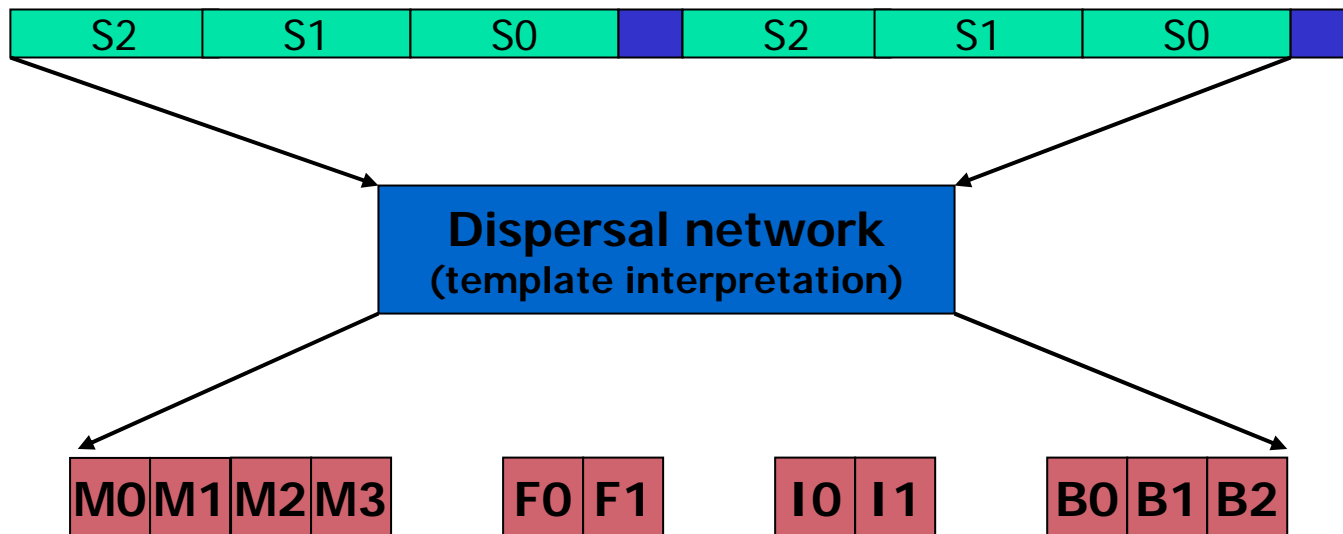 S2 S1 S0 S2 S1 S0
Dispersal network
(template interpretation)
M0 M1 M2 M3 F0 F1 I0 I1 B0 B1 B2